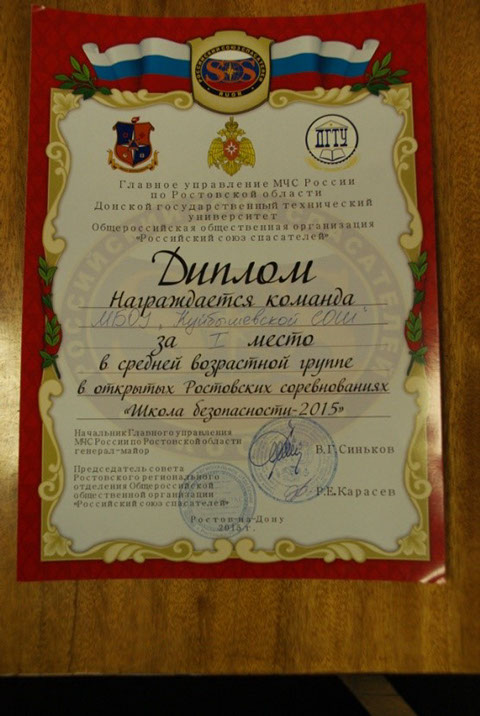 SOS
ДГТУ
Главное управление МЧС России
по Ростовской области
Донской государственный технический
университет
Общероссийская общественная организация
«Российский союз спасателей»
Диплом
Награждается команда
МБОУ "Куйбышевской СОШ"
за I место
в средней возрастной группе
в открытых Ростовских соревнованиях
«Школа безопасности-2015»
Начальник Главного управления
МЧС России по Ростовской области
генерал-майор
В.Г.Синьков
Председатель совета
Ростовского регионального
отделения Общероссийской
общественной организации
«Российский союз спасателей»
Р.Е.Карасев
Ростов-на-Дону
2015 г.